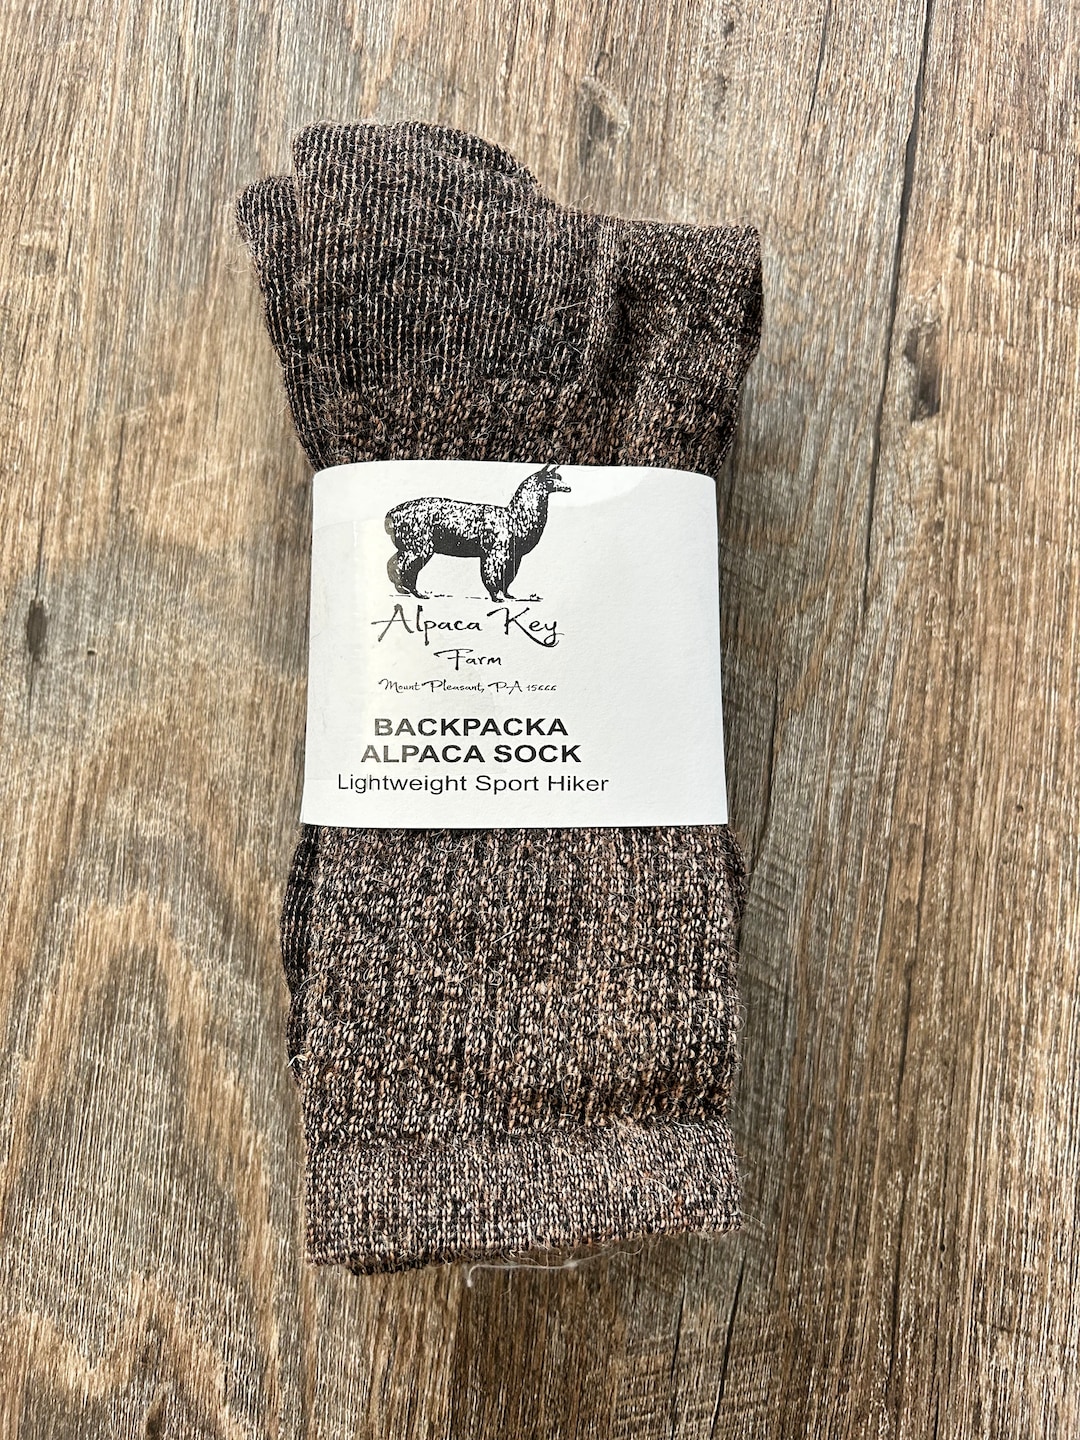 Alpaca Key
Farm
Mount Pleasant, PA 15666
BACKPACKA
ALPACA SOCK
Lightweight Sport Hiker